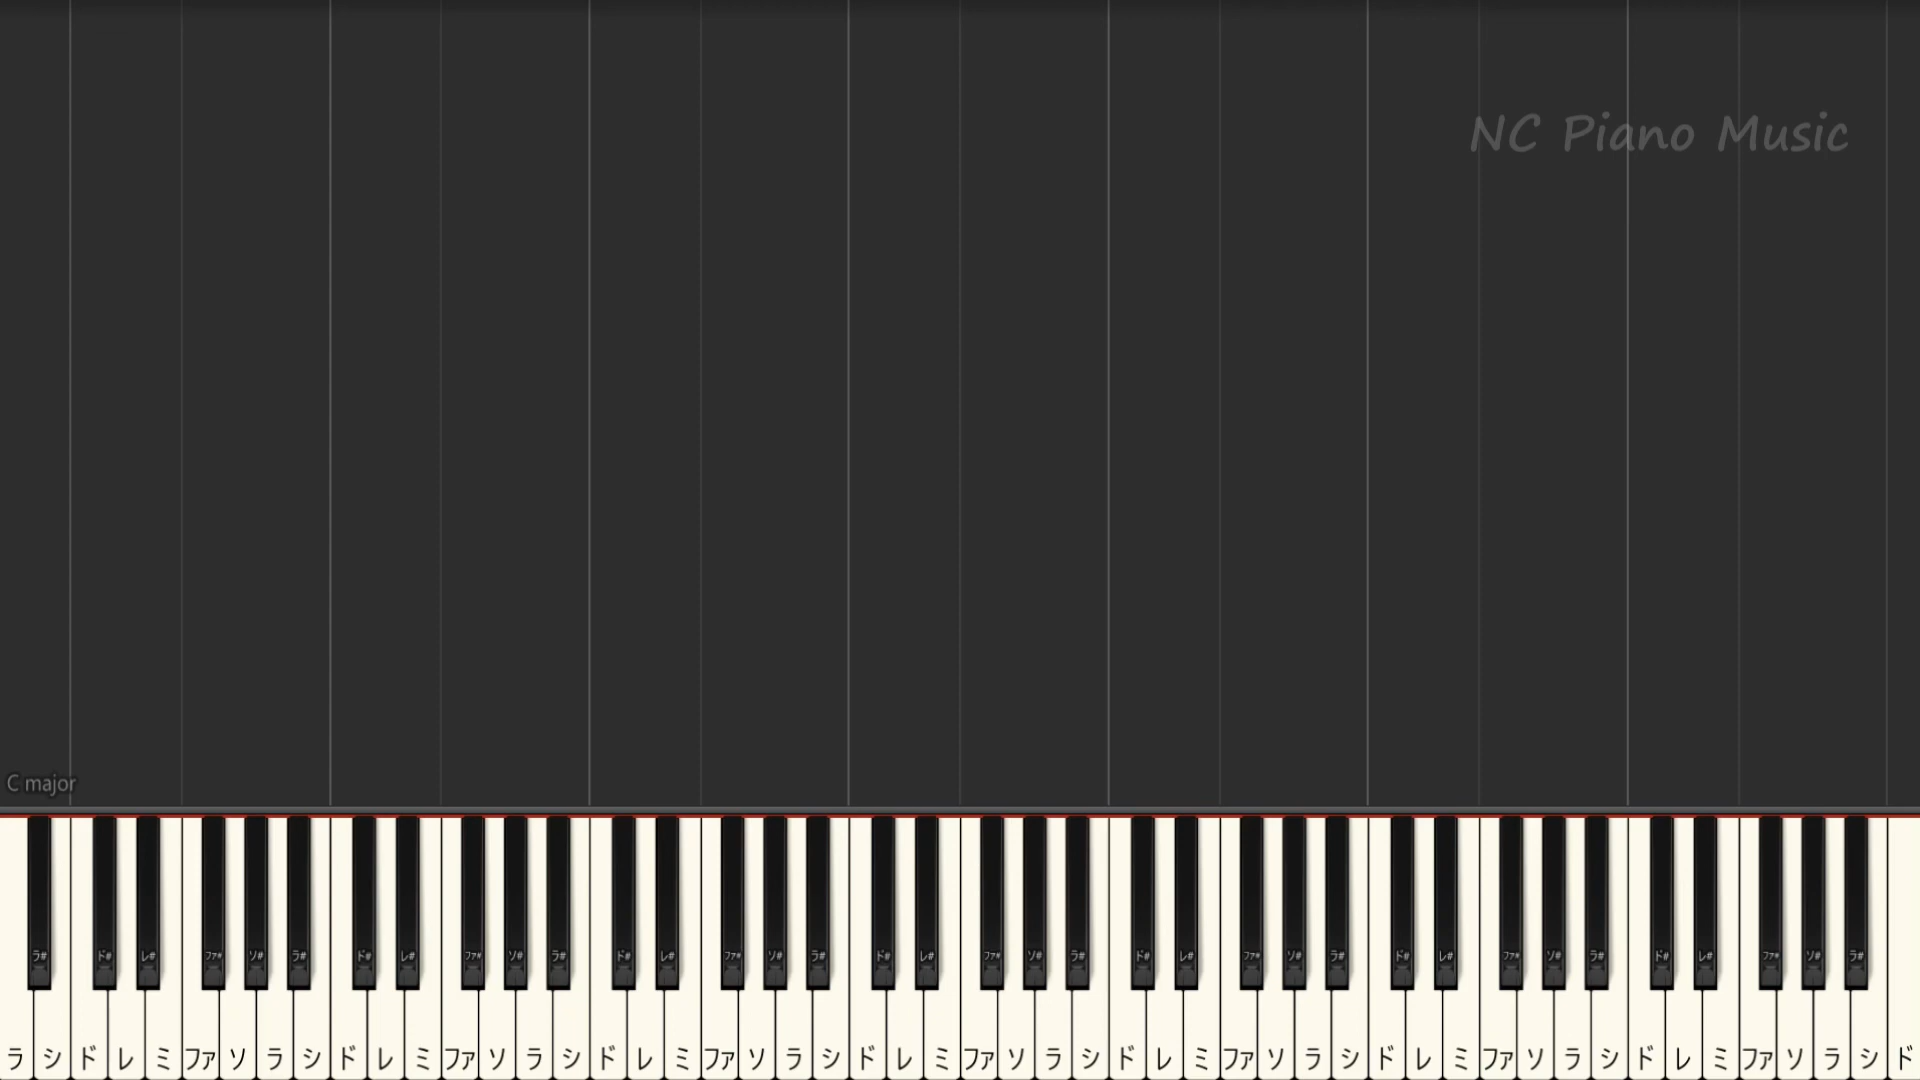 NC Piano Music
C major
ラ# ド# レ# ファ# ソ# ラ# ド# レ# ファ# ソ# ラ# ド# レ# ファ# ソ# ラ# ド# レ# ファ# ソ# ラ# ド# レ# ファ# ソ# ラ# ド# レ# ファ# ソ# ラ# ド# レ# ファ# ソ# ラ#
ラ シ ド レ ミ ファ ソ ラ シ ド レ ミ ファ ソ ラ シ ド レ ミ ファ ソ ラ シ ド レ ミ ファ ソ ラ シ ド レ ミ ファ ソ ラ シ ド レ ミ ファ ソ ラ シ ド レ ミ ファ ソ ラ シ ド